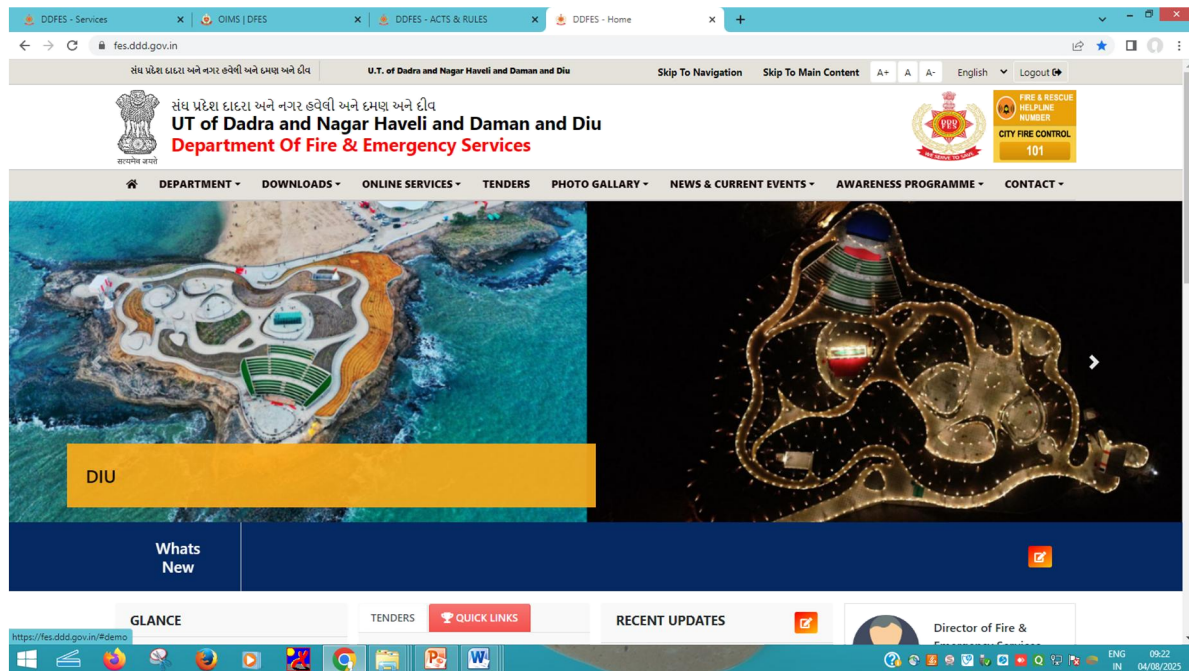 DDFES - Services
OIMS | DFES
DDFES - ACTS & RULES
DDFES - Home
fes.ddd.gov.in
સંઘ પ્રદેશ દાદરા અને નગર હવેલી અને દમણ અને દીવ
U.T. of Dadra and Nagar Haveli and Daman and Diu
Skip To Navigation
Skip To Main Content
A+ A A-
English
Logout
સંઘ પ્રદેશ દાદરા અને નગર હવેલી અને દમણ અને દીવ
UT of Dadra and Nagar Haveli and Daman and Diu
Department Of Fire & Emergency Services
सत्यमेव जयते
WE SERVE TO SAVE
FIRE & RESCUE
HELPLINE
NUMBER
CITY FIRE CONTROL
101
DEPARTMENT DOWNLOADS ONLINE SERVICES TENDERS PHOTO GALLARY NEWS & CURRENT EVENTS AWARENESS PROGRAMME CONTACT
DIU
Whats
New
GLANCE
TENDERS
QUICK LINKS
RECENT UPDATES
Director of Fire &
Emergency Services
https://fes.ddd.gov.in/#demo
ENG
IN
09:22
04/08/2025